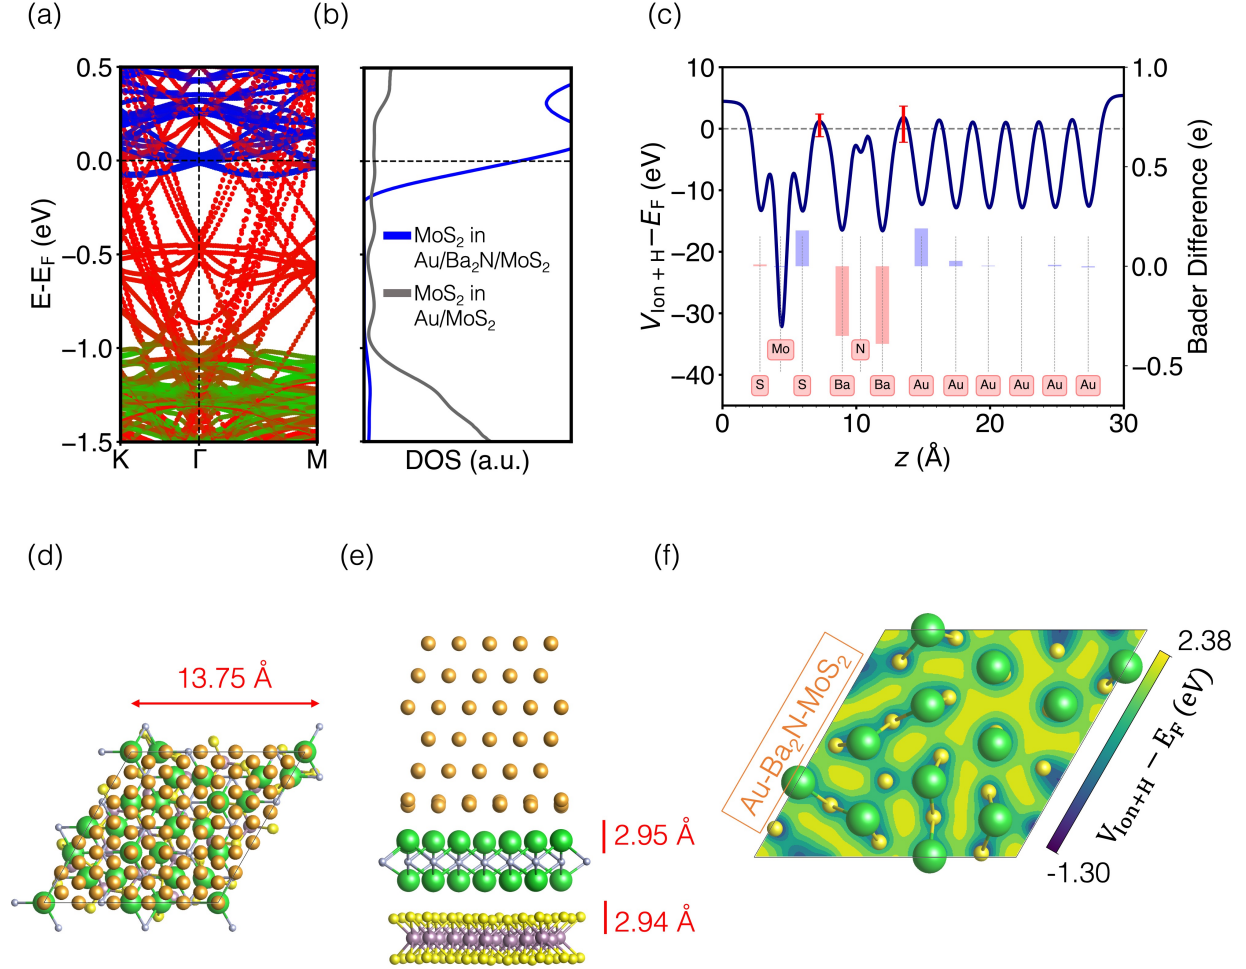 (a)
(b)
(c)
0.5
0.0
−0.5
−1.0
−1.5
E-E_F (eV)
K
Γ
M
MoS₂ in
Au/Ba₂N/MoS₂
MoS₂ in
Au/MoS₂
DOS (a.u.)
10
0
−10
−20
−30
−40
V_Ion + H − E_F (eV)
1.0
0.5
0.0
−0.5
Bader Difference (e)
Mo
N
S
S
Ba
Ba
Au
Au
Au
Au
Au
Au
0
10
20
30
z (Å)
(d)
(e)
(f)
13.75 Å
2.95 Å
2.94 Å
Au-Ba₂N-MoS₂
2.38
V_Ion+H − E_F (eV)
-1.30